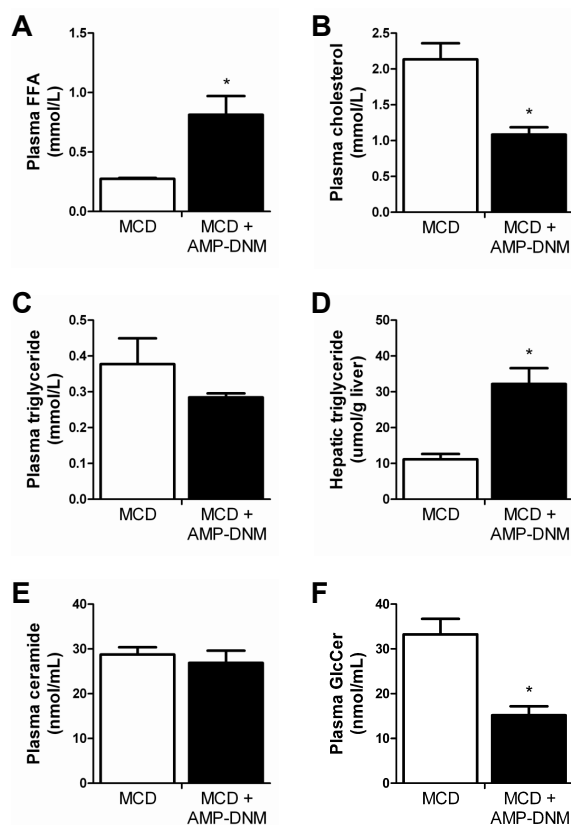 A
Plasma FFA
(mmol/L)
1.5
1.0
0.5
0.0
*
MCD
MCD +
AMP-DNM
B
Plasma cholesterol
(mmol/L)
2.5
2.0
1.5
1.0
0.5
0.0
*
MCD
MCD +
AMP-DNM
C
Plasma triglyceride
(mmol/L)
0.5
0.4
0.3
0.2
0.1
0.0
MCD
MCD +
AMP-DNM
D
Hepatic triglyceride
(umol/g liver)
50
40
30
20
10
0
*
MCD
MCD +
AMP-DNM
E
Plasma ceramide
(nmol/mL)
40
30
20
10
0
MCD
MCD +
AMP-DNM
F
Plasma GlcCer
(nmol/mL)
40
30
20
10
0
*
MCD
MCD +
AMP-DNM